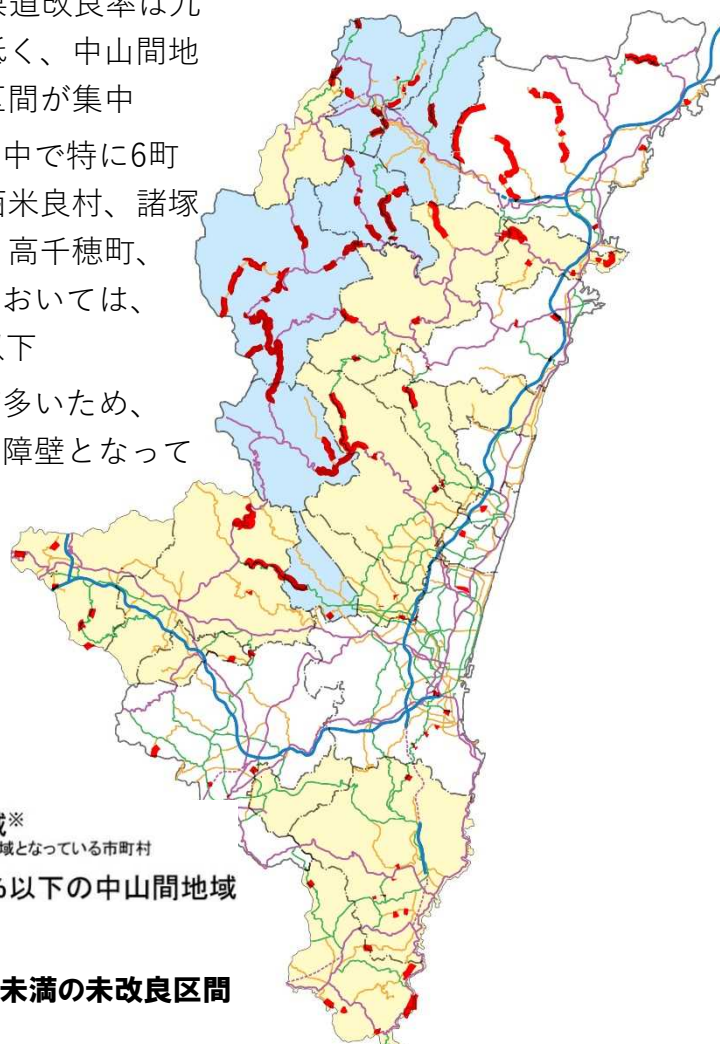 県道改良率は九
低く、中山間地
区間が集中
中で特に6町
西米良村、諸塚
高千穂町、
おいては、
以下
多いため、
障壁となって
域※
域となっている市町村
%以下の中山間地域
未満の未改良区間